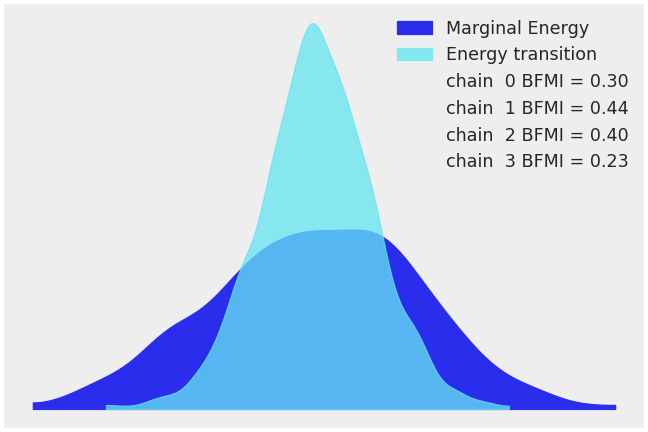 Marginal Energy
Energy transition
chain  0 BFMI = 0.30
chain  1 BFMI = 0.44
chain  2 BFMI = 0.40
chain  3 BFMI = 0.23